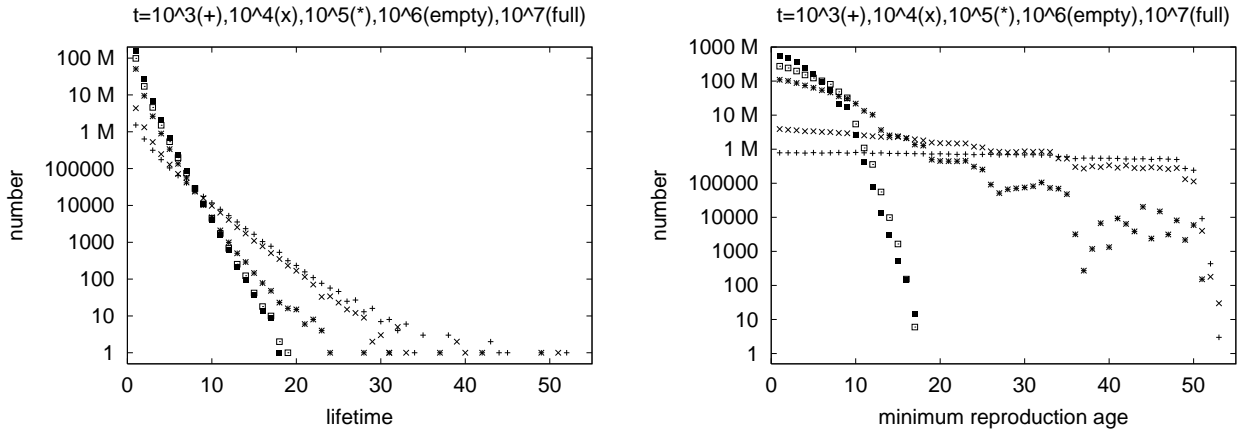 t=10^3(+),10^4(x),10^5(*),10^6(empty),10^7(full)
100 M
10 M
1 M
100000
10000
1000
100
10
1
number
0 10 20 30 40 50
lifetime
t=10^3(+),10^4(x),10^5(*),10^6(empty),10^7(full)
1000 M
100 M
10 M
1 M
100000
10000
1000
100
10
1
number
0 10 20 30 40 50
minimum reproduction age